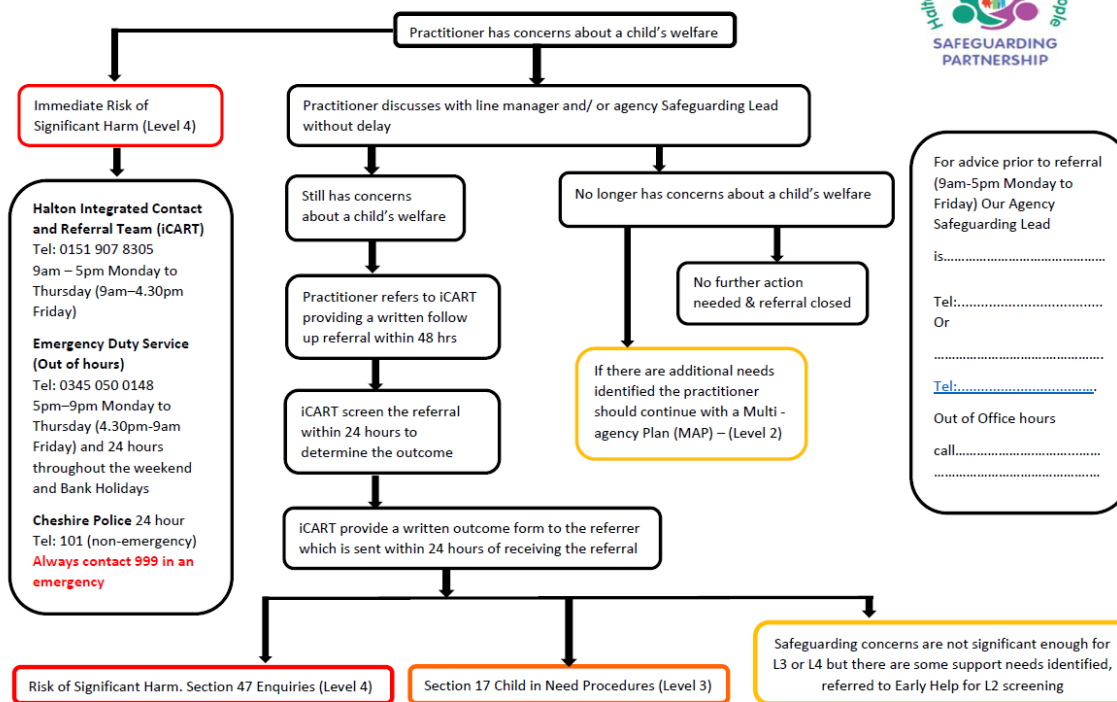 Practitioner has concerns about a child's welfare
SAFEGUARDING
PARTNERSHIP
Immediate Risk of
Significant Harm (Level 4)
Practitioner discusses with line manager and/ or agency Safeguarding Lead
without delay
Halton Integrated Contact
and Referral Team (iCART)
Tel: 0151 907 8305
9am – 5pm Monday to
Thursday (9am–4.30pm
Friday)
Emergency Duty Service
(Out of hours)
Tel: 0345 050 0148
5pm–9pm Monday to
Thursday (4.30pm-9am
Friday) and 24 hours
throughout the weekend
and Bank Holidays
Cheshire Police 24 hour
Tel: 101 (non-emergency)
Always contact 999 in an
emergency
Still has concerns
about a child's welfare
No longer has concerns about a child's welfare
Practitioner refers to iCART
providing a written follow
up referral within 48 hrs
No further action
needed & referral closed
iCART screen the referral
within 24 hours to
determine the outcome
If there are additional needs
identified the practitioner
should continue with a Multi -
agency Plan (MAP) – (Level 2)
iCART provide a written outcome form to the referrer
which is sent within 24 hours of receiving the referral
For advice prior to referral
(9am-5pm Monday to
Friday) Our Agency
Safeguarding Lead
is……………………………………
Tel:...................................
Or
…………………………………….
Tel:……………………………….
Out of Office hours
call……………………………………
…………………………………….
Risk of Significant Harm. Section 47 Enquiries (Level 4)
Section 17 Child in Need Procedures (Level 3)
Safeguarding concerns are not significant enough for
L3 or L4 but there are some support needs identified,
referred to Early Help for L2 screening